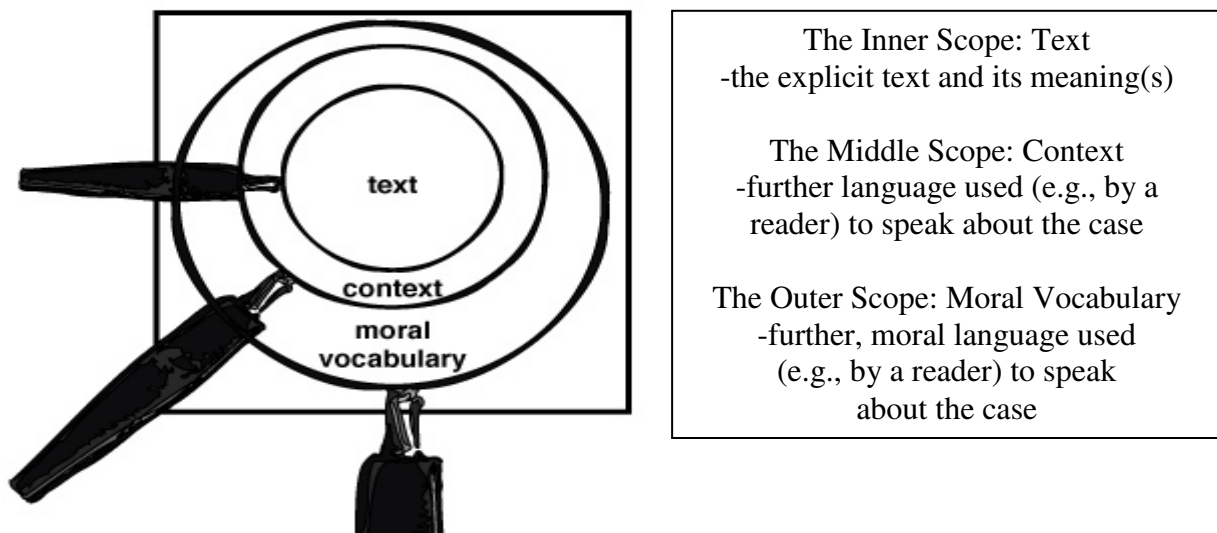 text
context
moral
vocabulary
The Inner Scope: Text
-the explicit text and its meaning(s)
The Middle Scope: Context
-further language used (e.g., by a
reader) to speak about the case
The Outer Scope: Moral Vocabulary
-further, moral language used
(e.g., by a reader) to speak
about the case